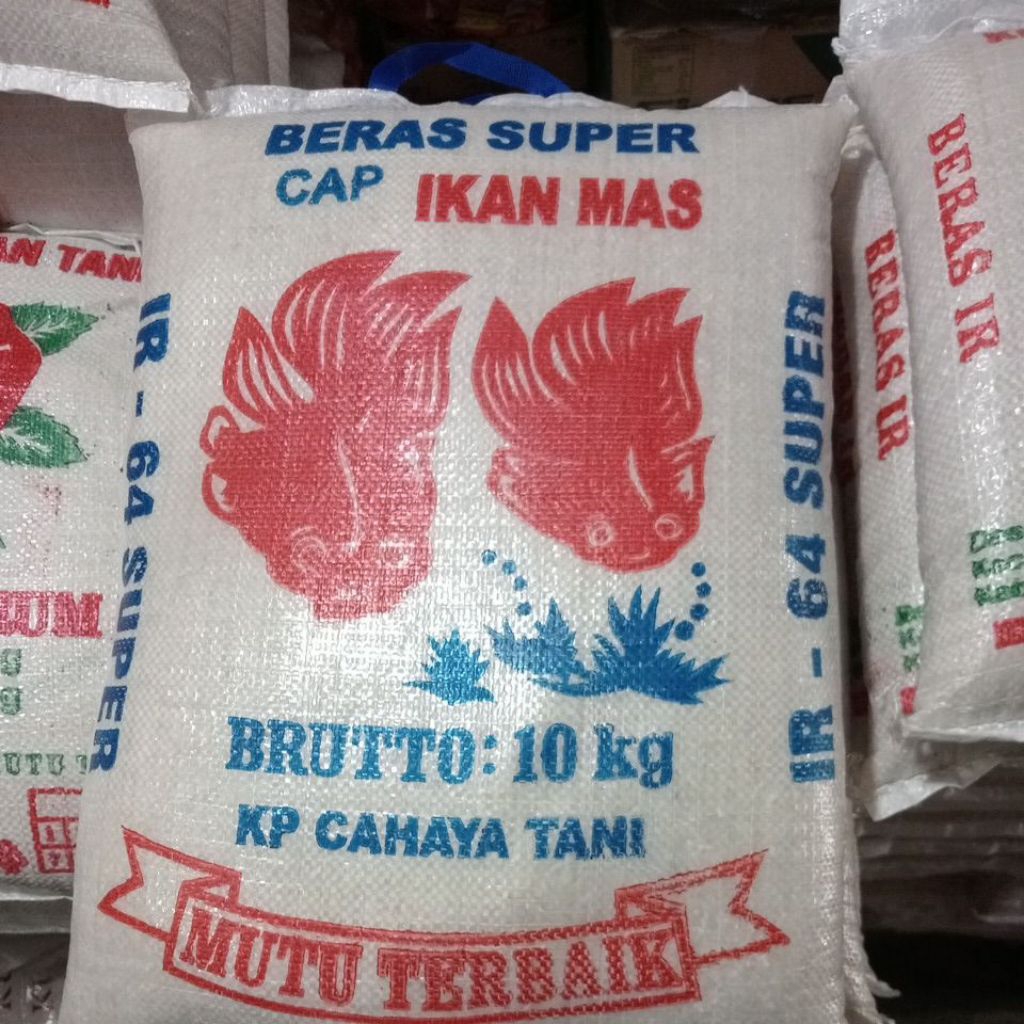 BERAS SUPER
CAP IKAN MAS
IR - 64 SUPER
IR - 64 SUPER
BRUTTO: 10 kg
KP CAHAYA TANI
MUTU TERBAIK
TANI
BERAS IR
BERAS IR